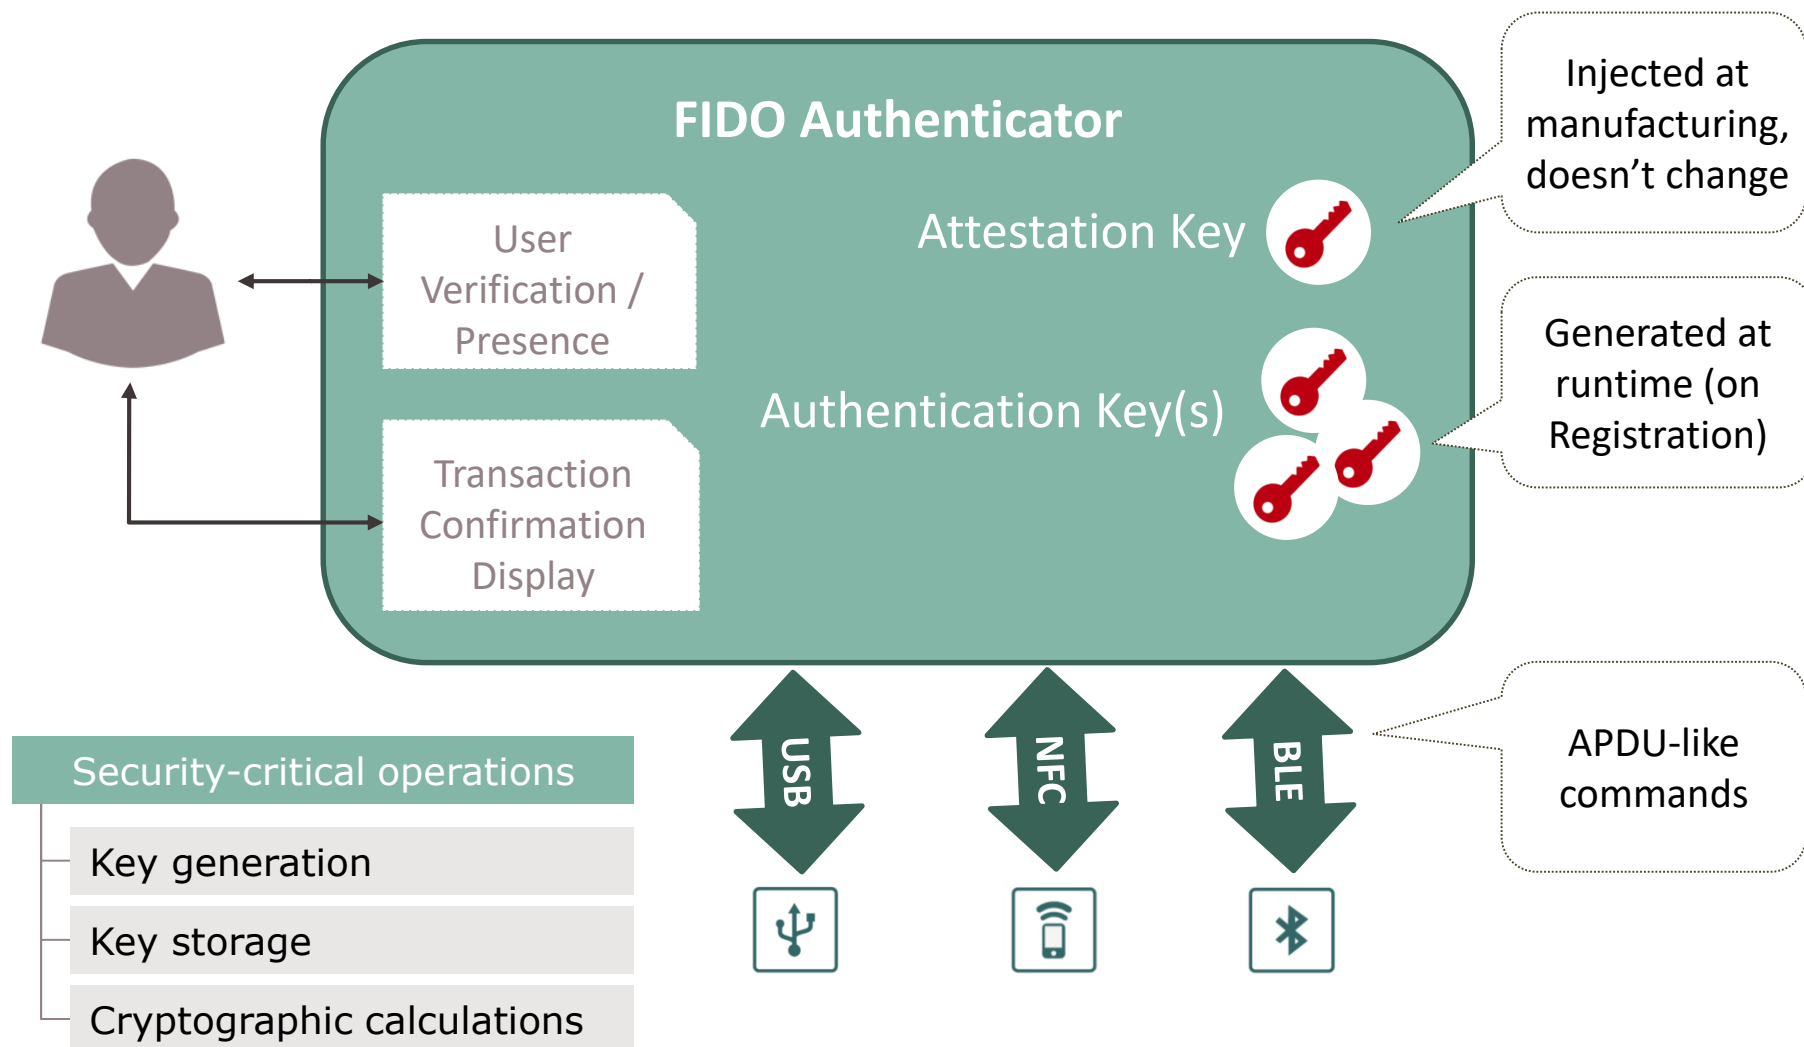 FIDO Authenticator
User
Verification /
Presence
Transaction
Confirmation
Display
Attestation Key
Authentication Key(s)
Injected at
manufacturing,
doesn’t change
Generated at
runtime (on
Registration)
USB
NFC
BLE
APDU-like
commands
Security-critical operations
Key generation
Key storage
Cryptographic calculations